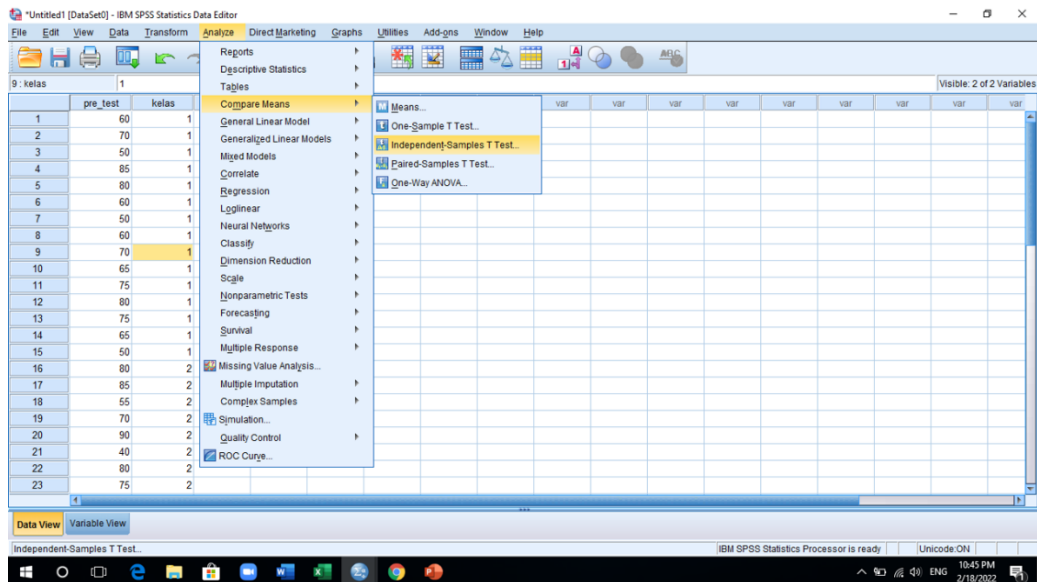 *Untitled1 [DataSet0] - IBM SPSS Statistics Data Editor
File Edit View Data Transform Analyze Direct Marketing Graphs Utilities Add-ons Window Help
9 : kelas 1 Visible: 2 of 2 Variables
pre_test kelas var var var var var var var var
1 60 1
2 70 1
3 50 1
4 85 1
5 80 1
6 60 1
7 50 1
8 60 1
9 70 1
10 65 1
11 75 1
12 80 1
13 75 1
14 65 1
15 50 1
16 80 2
17 85 2
18 55 2
19 70 2
20 90 2
21 40 2
22 80 2
23 75 2
Reports
Descriptive Statistics
Tables
Compare Means
General Linear Model
Generalized Linear Models
Mixed Models
Correlate
Regression
Loglinear
Neural Networks
Classify
Dimension Reduction
Scale
Nonparametric Tests
Forecasting
Survival
Multiple Response
Missing Value Analysis...
Multiple Imputation
Complex Samples
Simulation...
Quality Control
ROC Curve...
Means...
One-Sample T Test...
Independent-Samples T Test...
Paired-Samples T Test...
One-Way ANOVA...
Data View Variable View
Independent-Samples T Test... IBM SPSS Statistics Processor is ready Unicode:ON
ENG 10:45 PM
2/18/2022